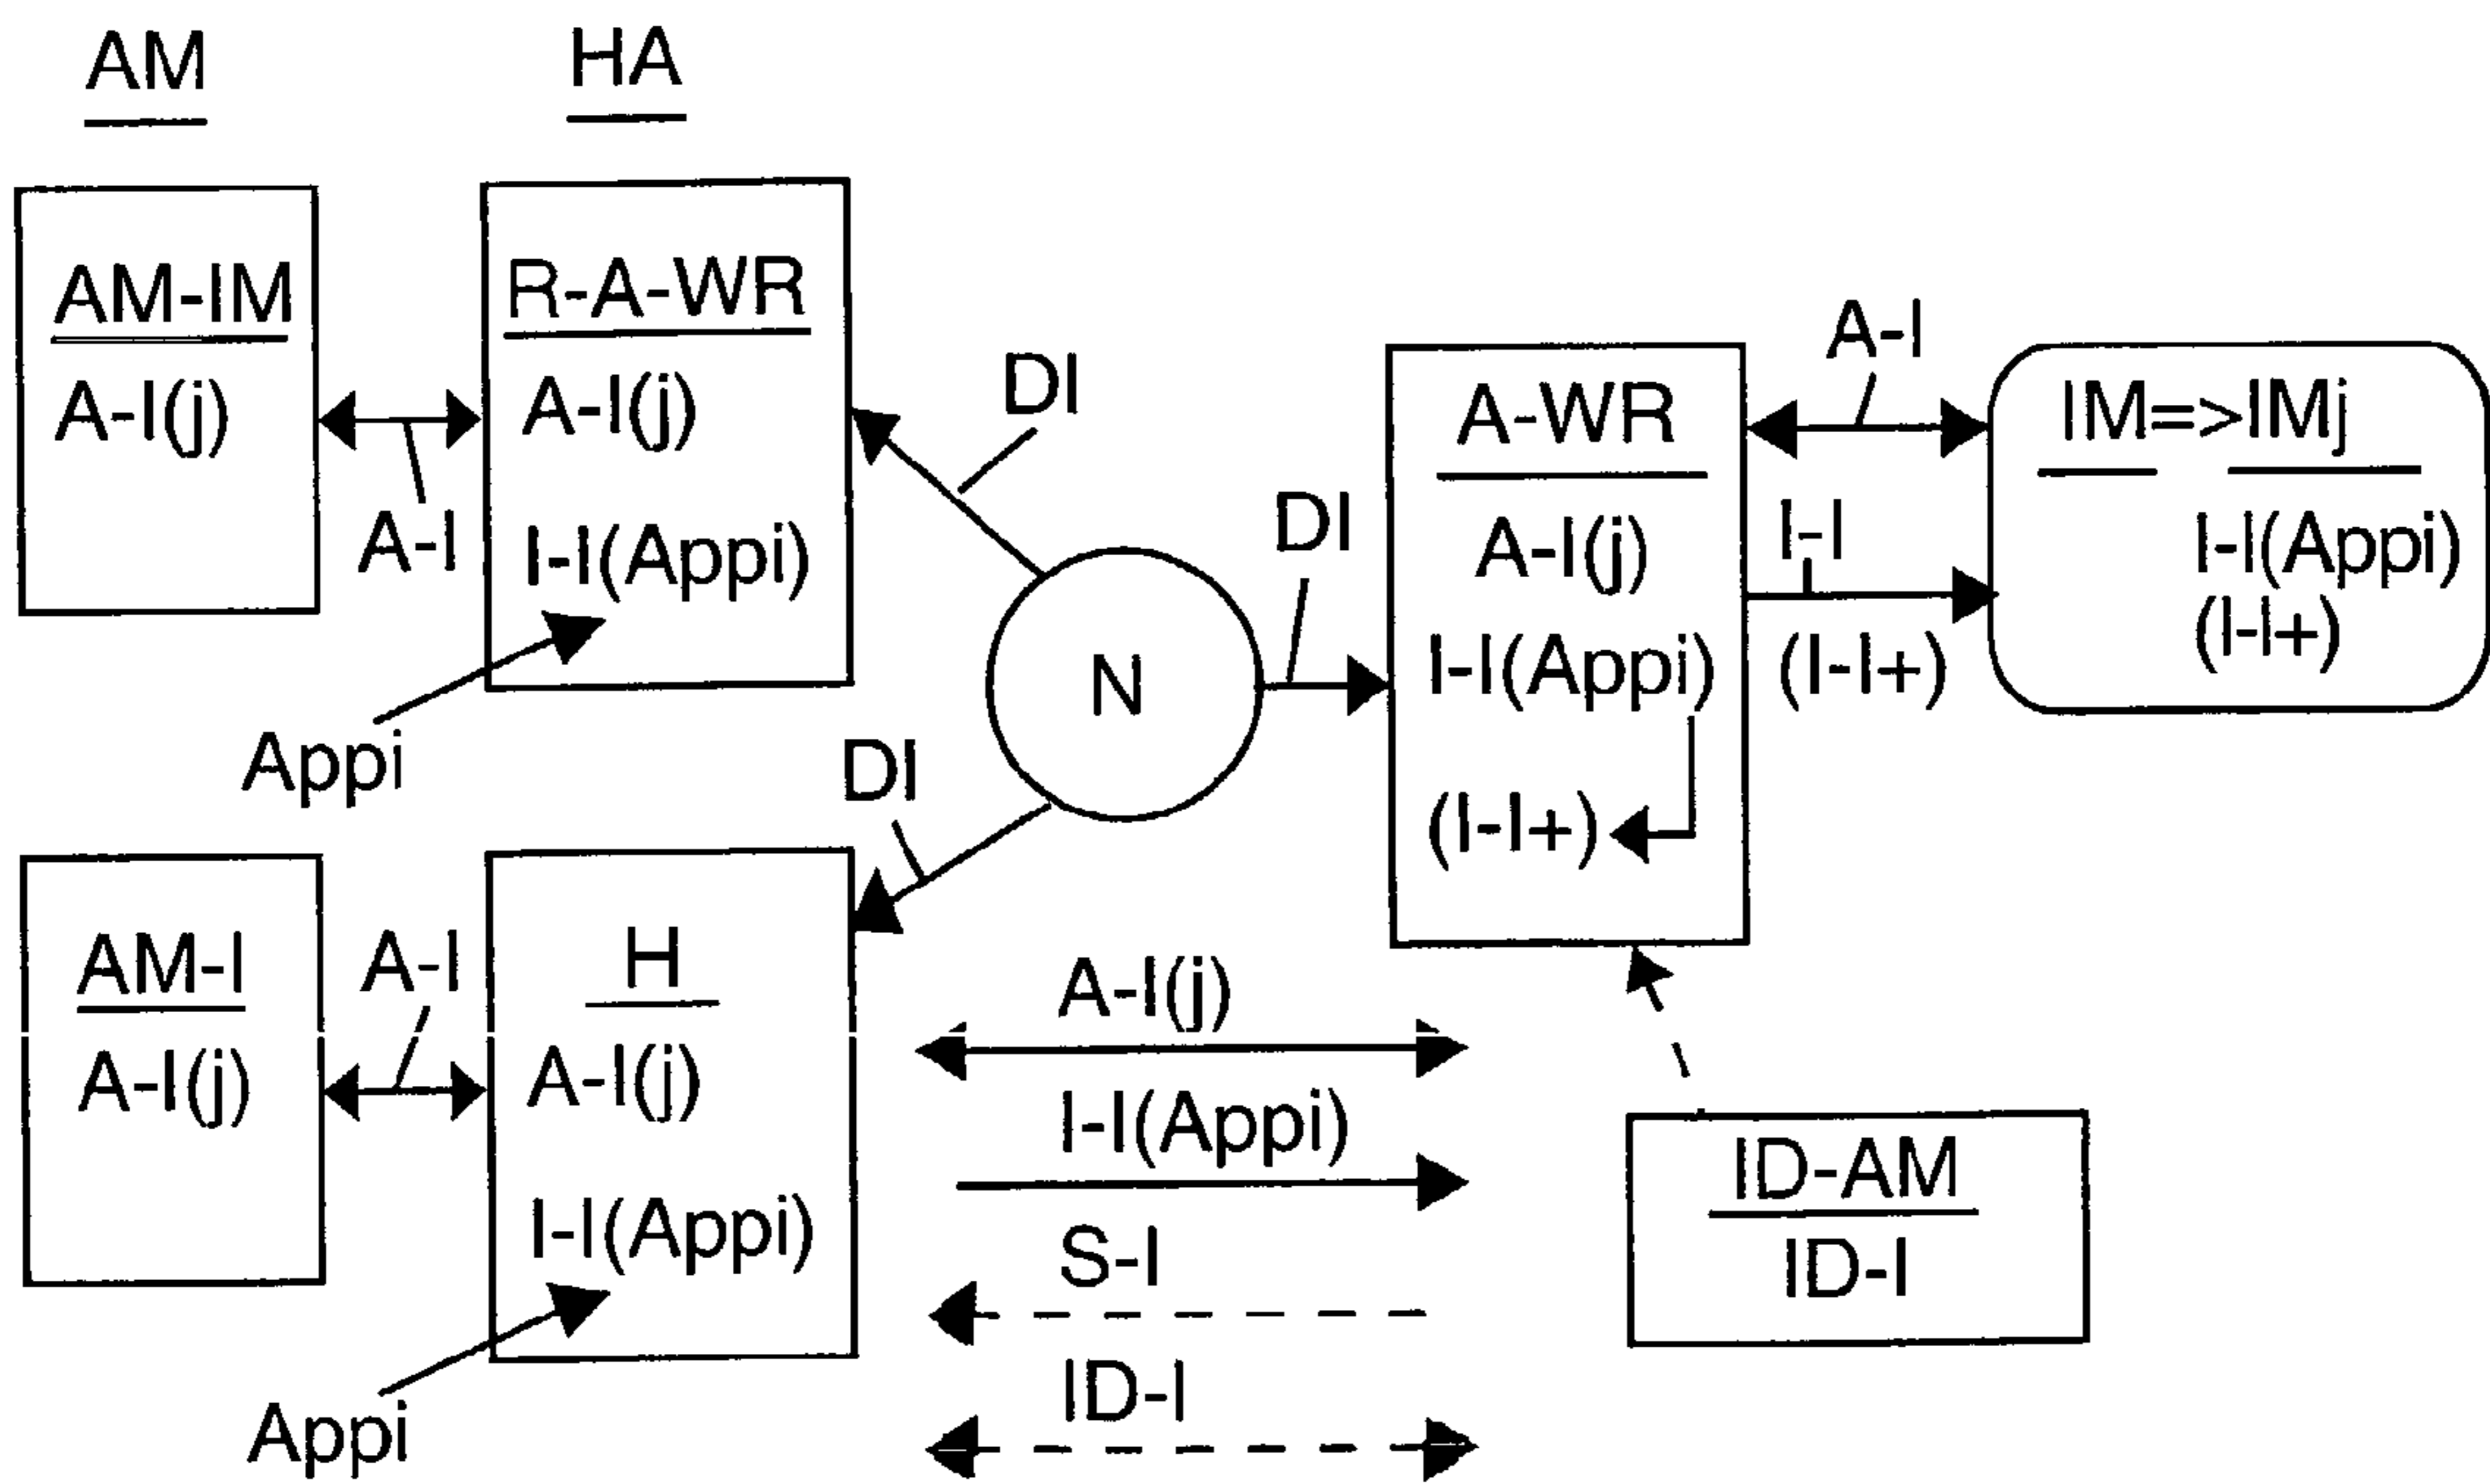 AM
HA
AM-IM
A-I(j)
A-I
R-A-WR
A-I(j)
I-I(Appi)
Appi
DI
N
DI
DI
A-WR
A-I(j)
I-I(Appi)
(I-I+)
A-I
I-I
(I-I+)
IM=>IMj
I-I(Appi)
(I-I+)
AM-I
A-I(j)
A-I
H
A-I(j)
I-I(Appi)
Appi
A-I(j)
I-I(Appi)
S-I
ID-I
ID-AM
ID-I